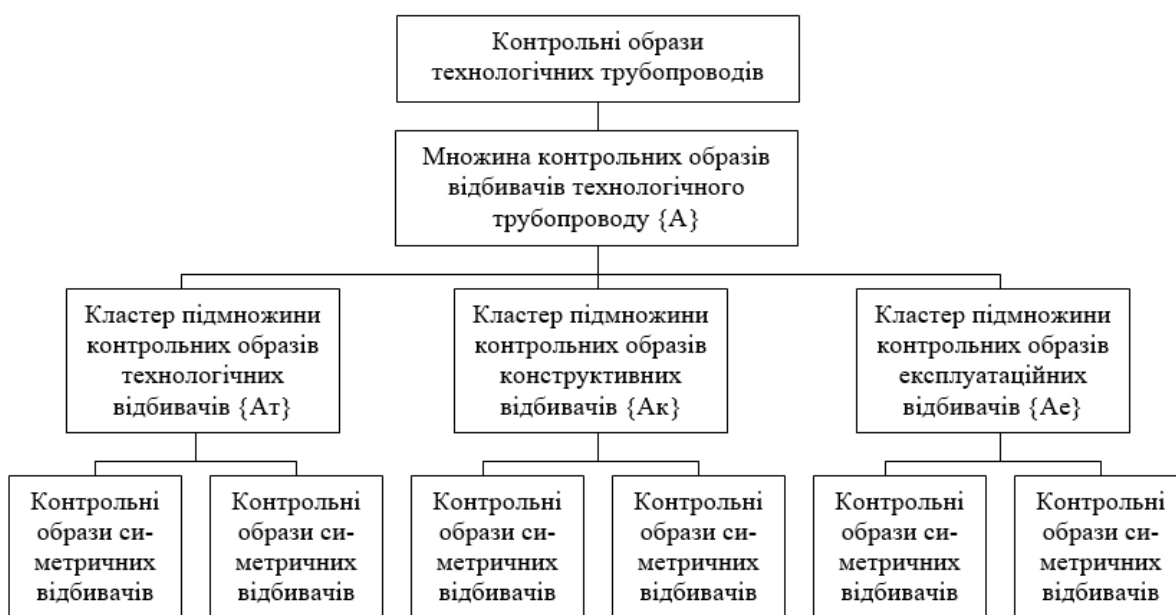 Контрольні образи
технологічних трубопроводів
Множина контрольних образів
відбивачів технологічного
трубопроводу {А}
Кластер підмножини
контрольних образів
технологічних
відбивачів {Ат}
Кластер підмножини
контрольних образів
конструктивних
відбивачів {Ак}
Кластер підмножини
контрольних образів
експлуатаційних
відбивачів {Ае}
Контрольні
образи си-
метричних
відбивачів
Контрольні
образи си-
метричних
відбивачів
Контрольні
образи си-
метричних
відбивачів
Контрольні
образи си-
метричних
відбивачів
Контрольні
образи си-
метричних
відбивачів
Контрольні
образи си-
метричних
відбивачів